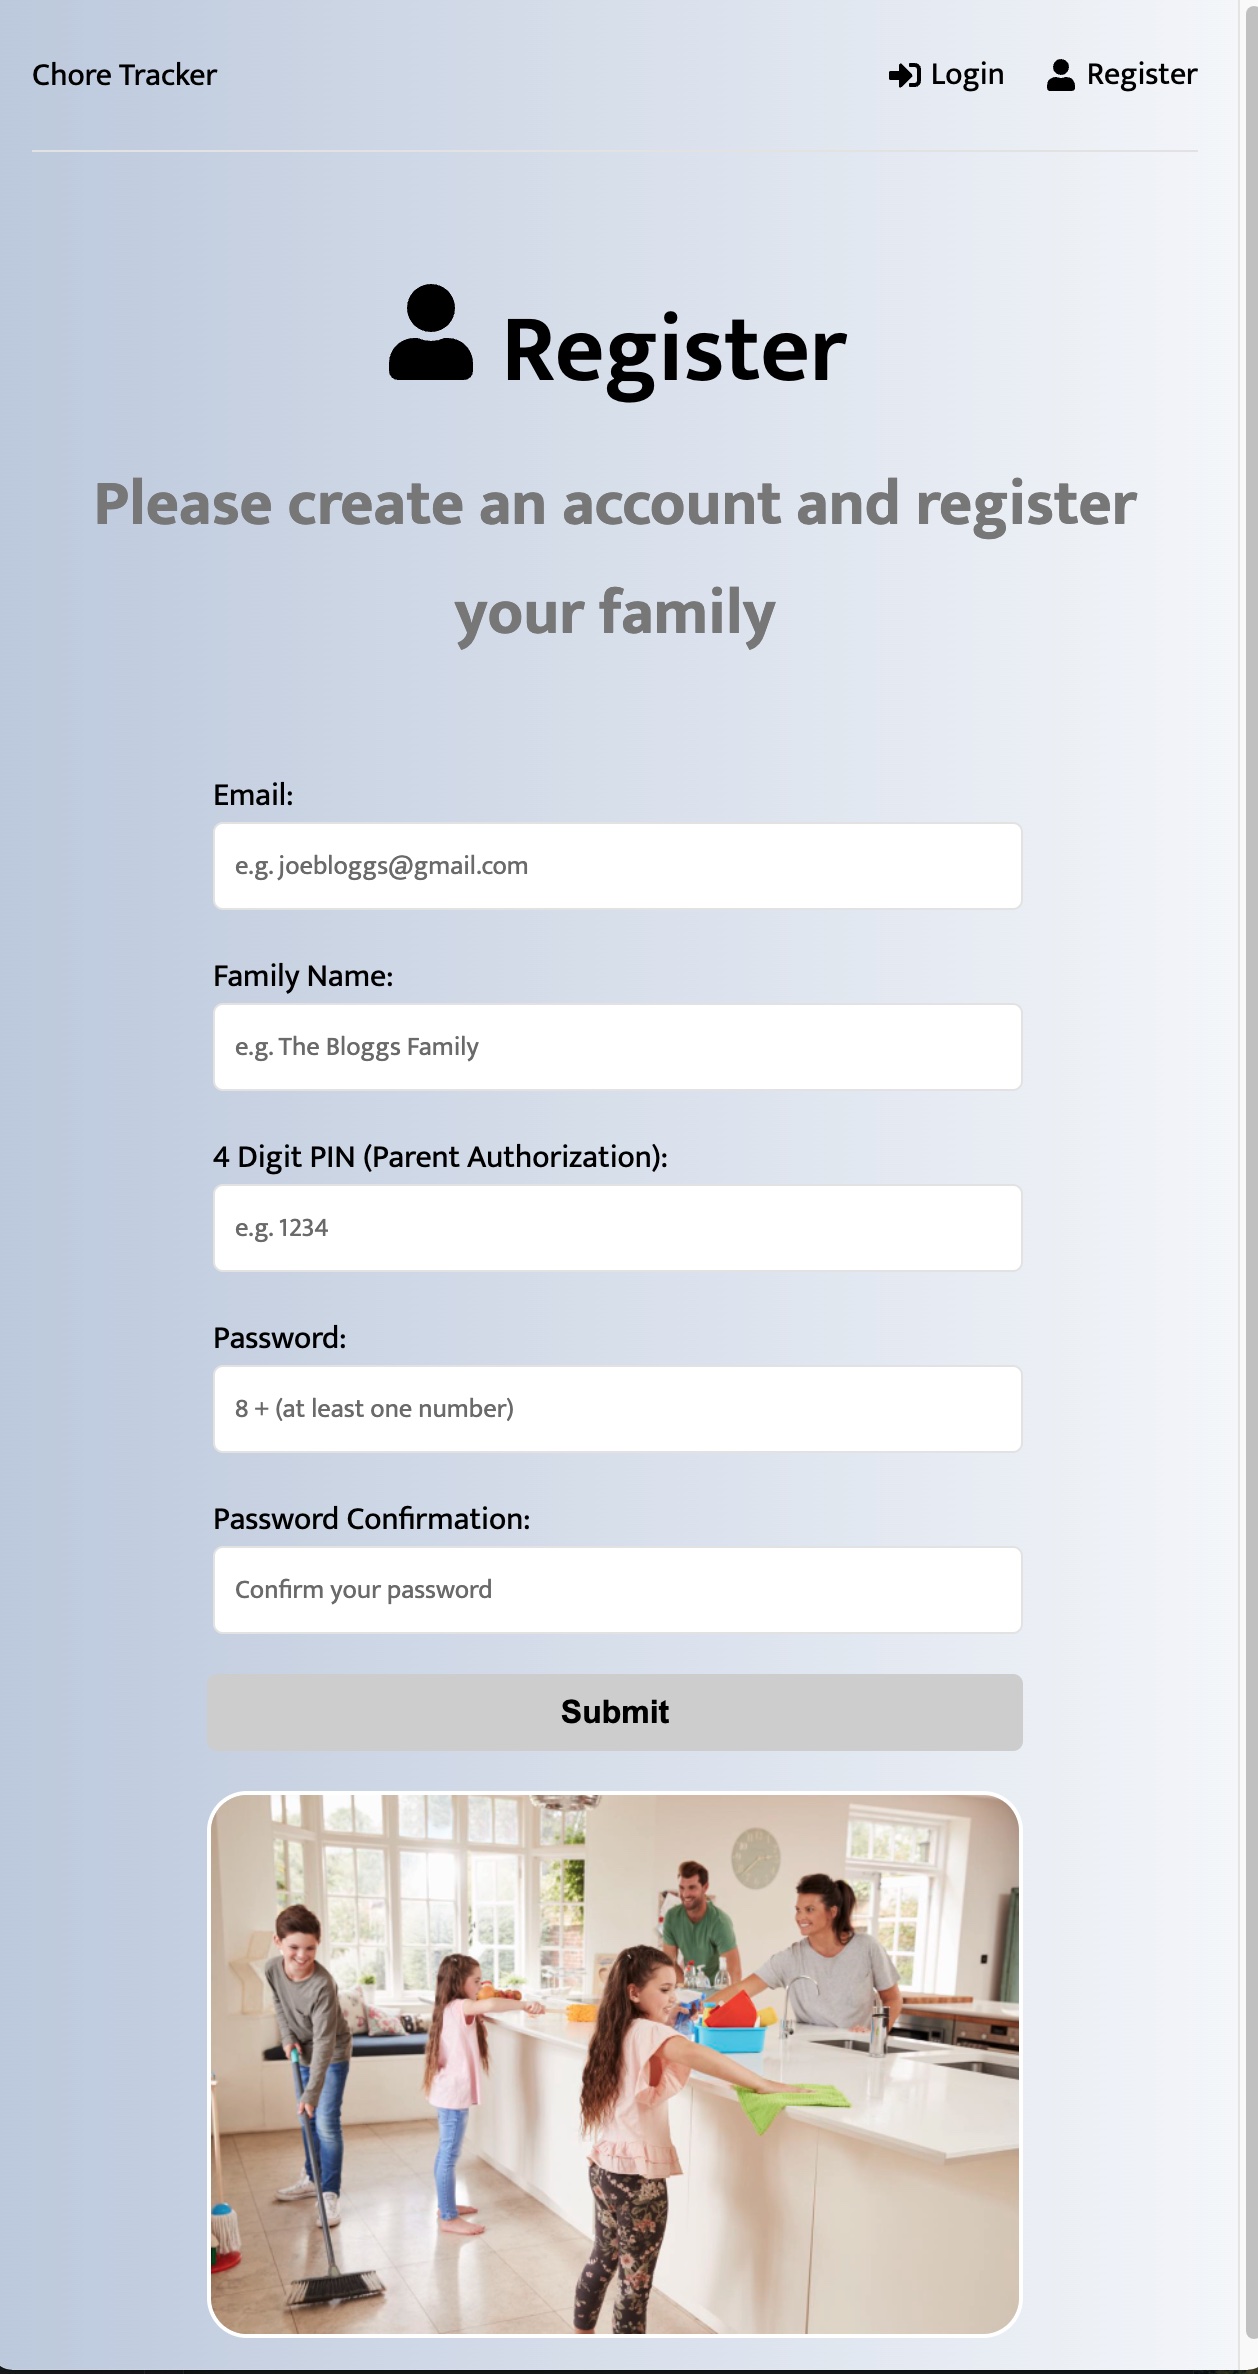 Chore Tracker
Login
Register
Register
Please create an account and register
your family
Email:
e.g. joebloggs@gmail.com
Family Name:
e.g. The Bloggs Family
4 Digit PIN (Parent Authorization):
e.g. 1234
Password:
8 + (at least one number)
Password Confirmation:
Confirm your password
Submit